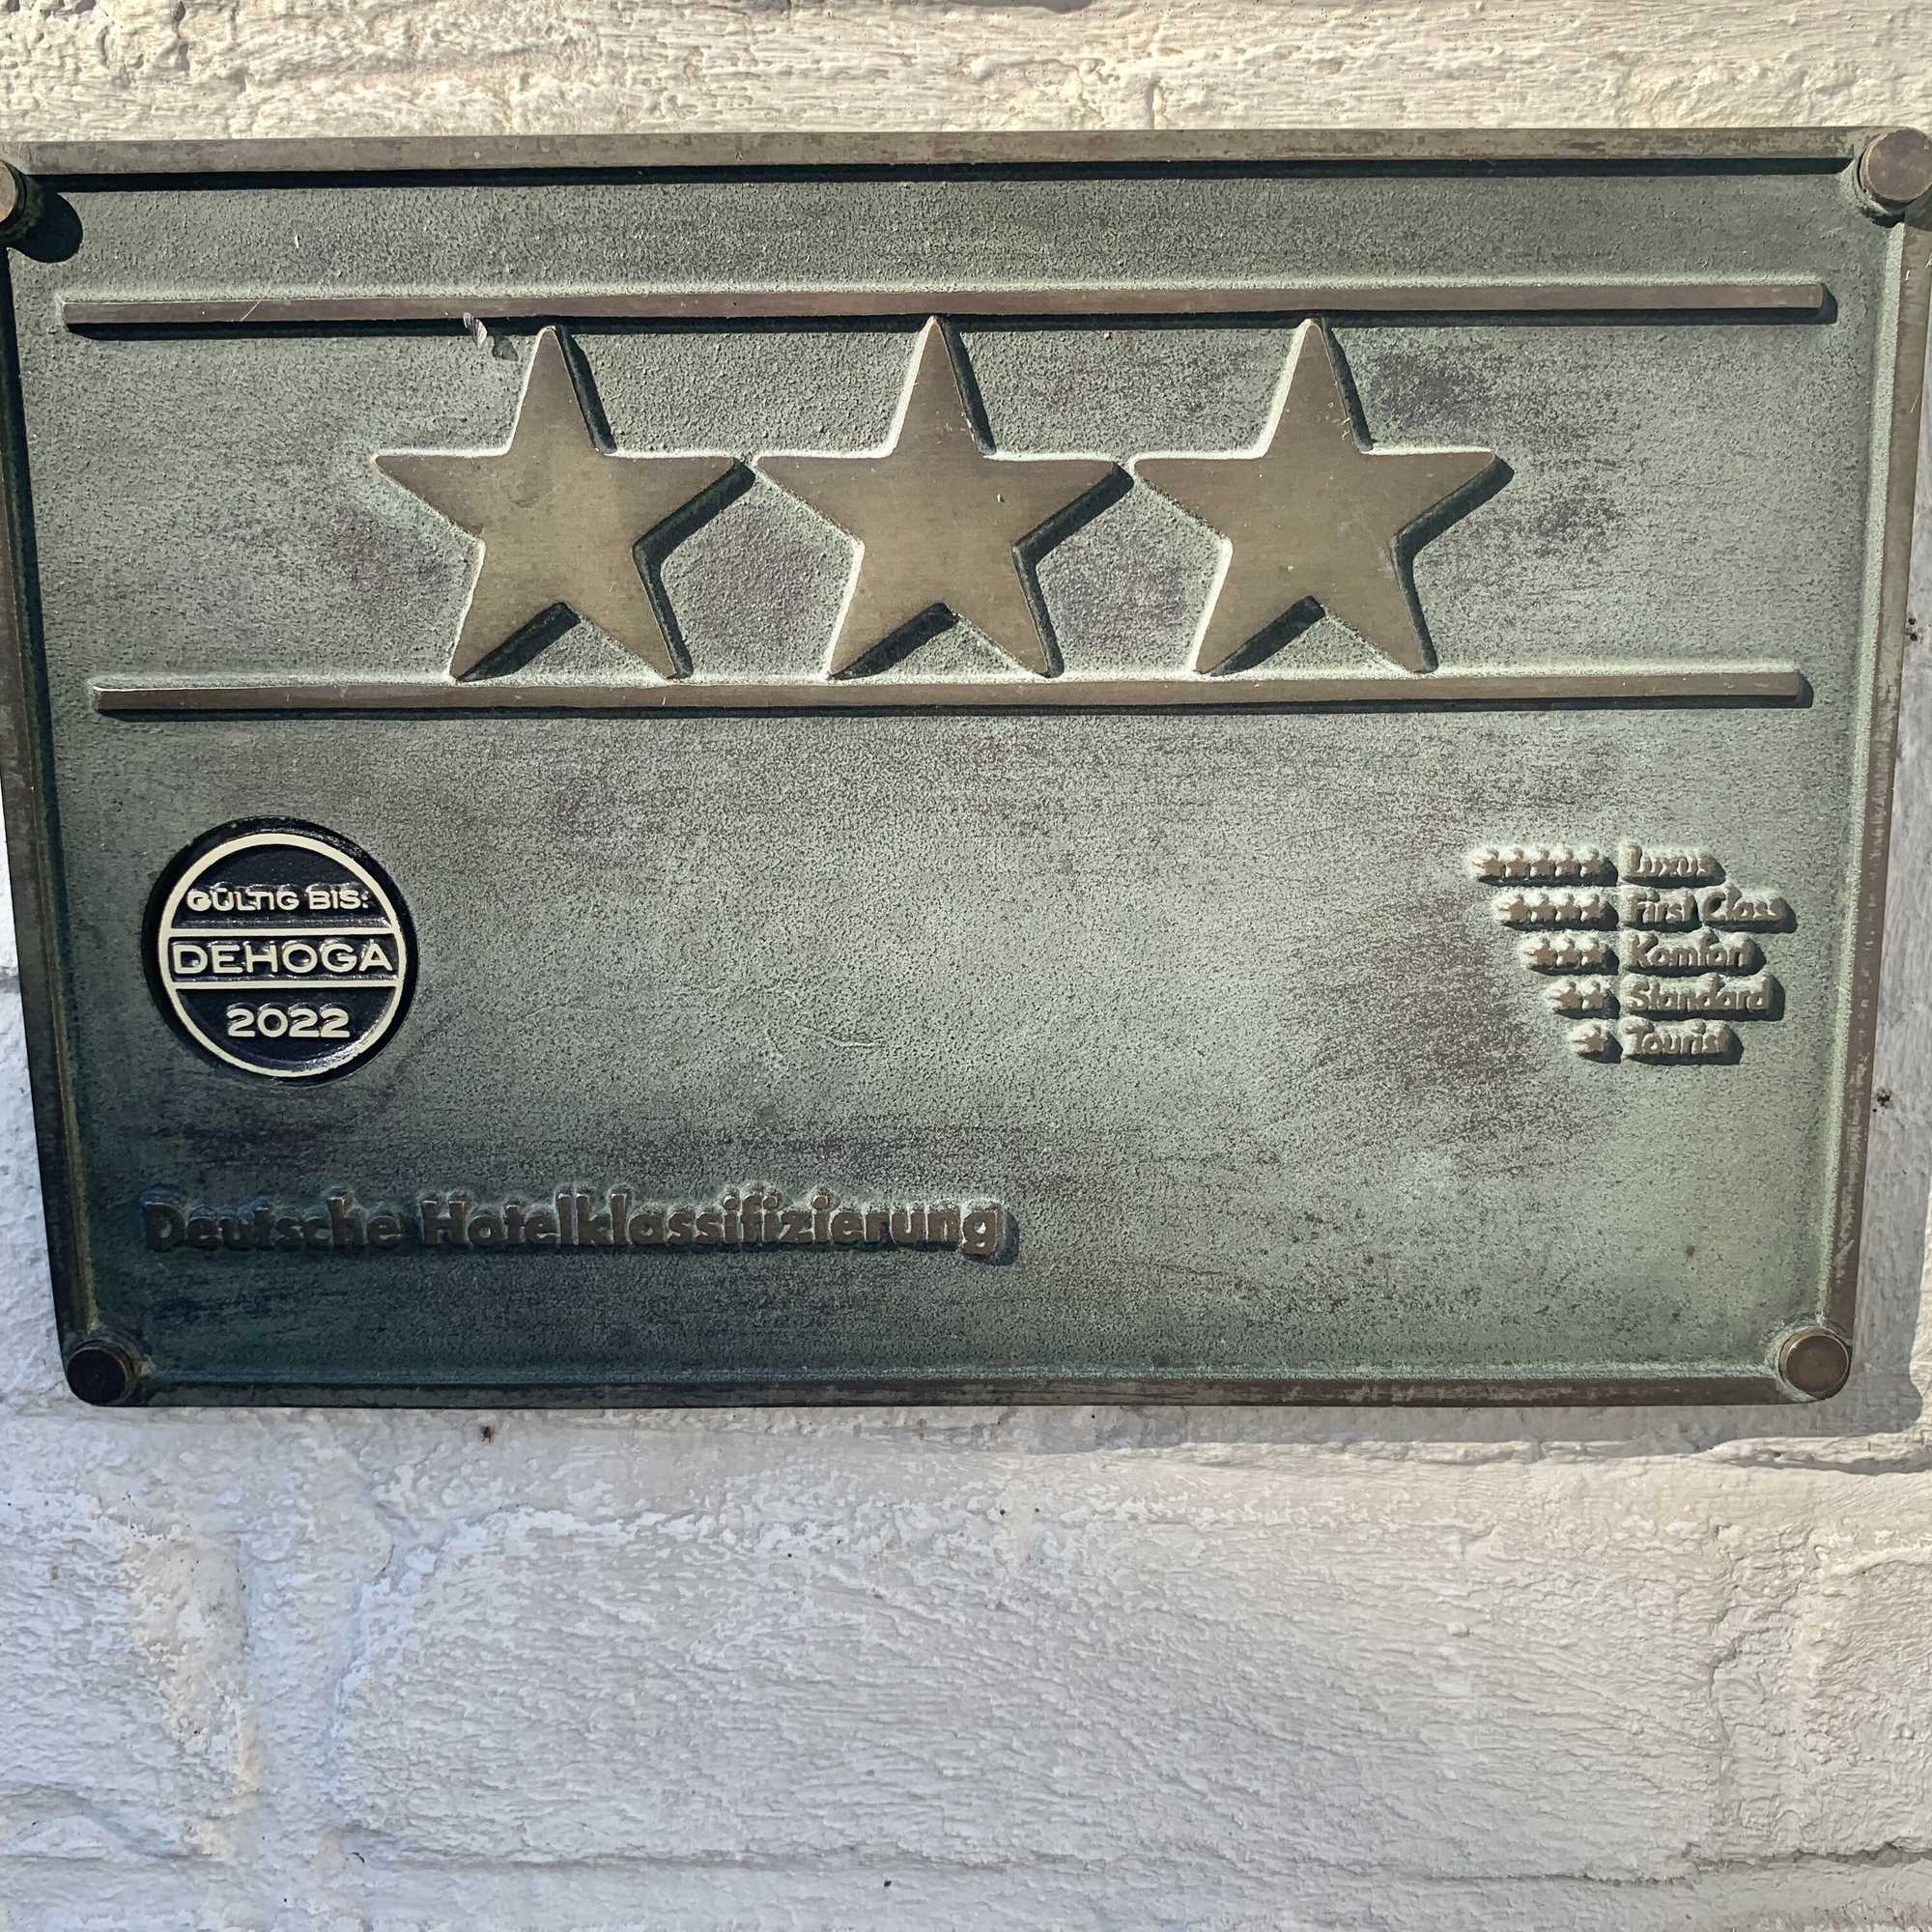 GÜLTIG BIS:
DEHOGA
2022
Luxus
First Class
Komfort
Standard
Tourist
Deutsche Hotelklassifizierung